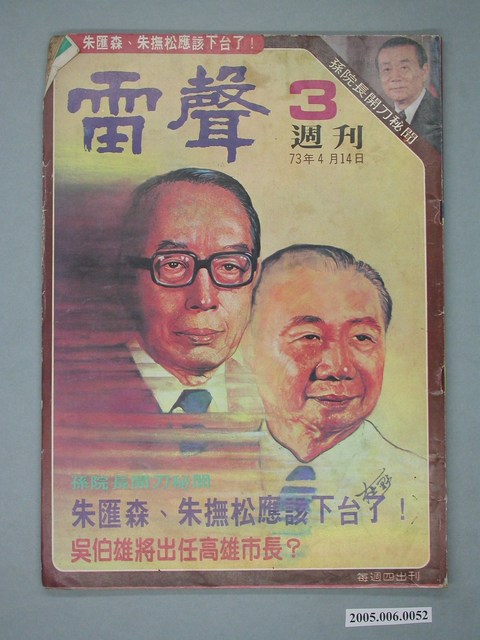 朱匯森、朱撫松應該下台了！
孫院長開刀秘聞
雷聲
3
週刊
73年4月14日
孫院長開刀秘聞
朱匯森、朱撫松應該下台了！
吳伯雄將出任高雄市長？
每週四出刊
2005.006.0052